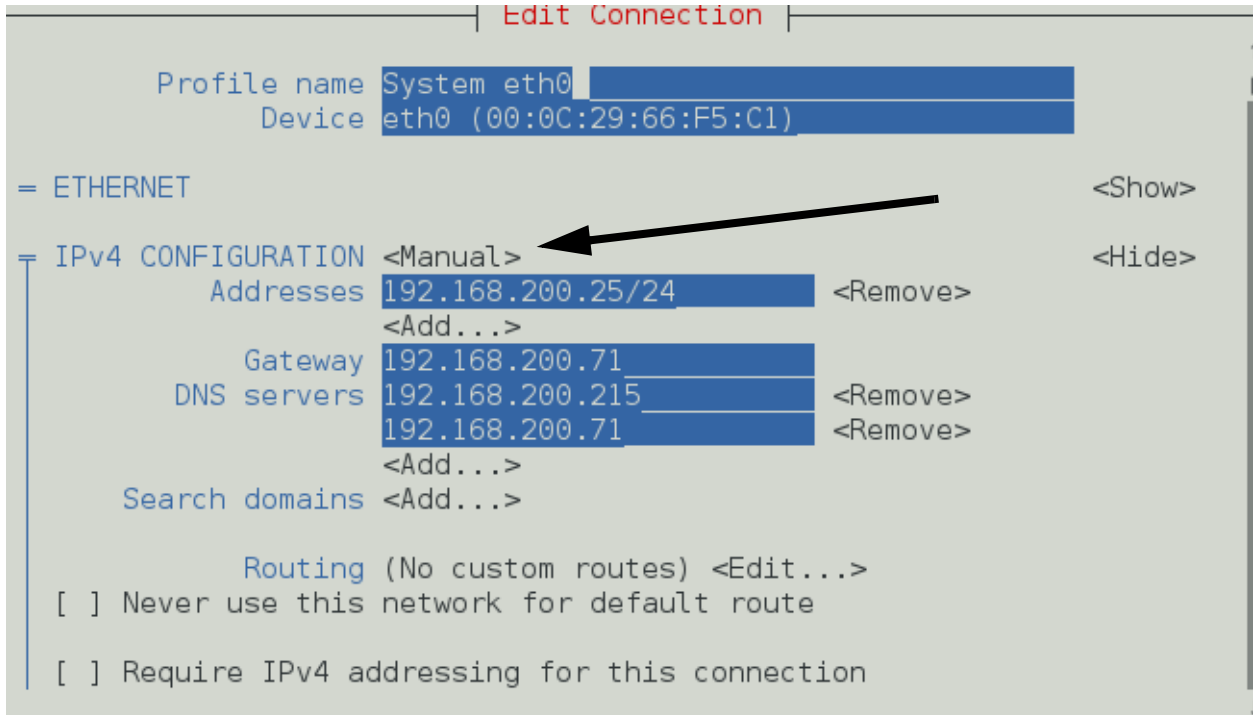 Edit Connection
Profile name System eth0
Device eth0 (00:0C:29:66:F5:C1)
= ETHERNET <Show>
= IPv4 CONFIGURATION <Manual> <Hide>
Addresses 192.168.200.25/24 <Remove>
<Add...>
Gateway 192.168.200.71
DNS servers 192.168.200.215 <Remove>
192.168.200.71 <Remove>
<Add...>
Search domains <Add...>
Routing (No custom routes) <Edit...>
[ ] Never use this network for default route
[ ] Require IPv4 addressing for this connection